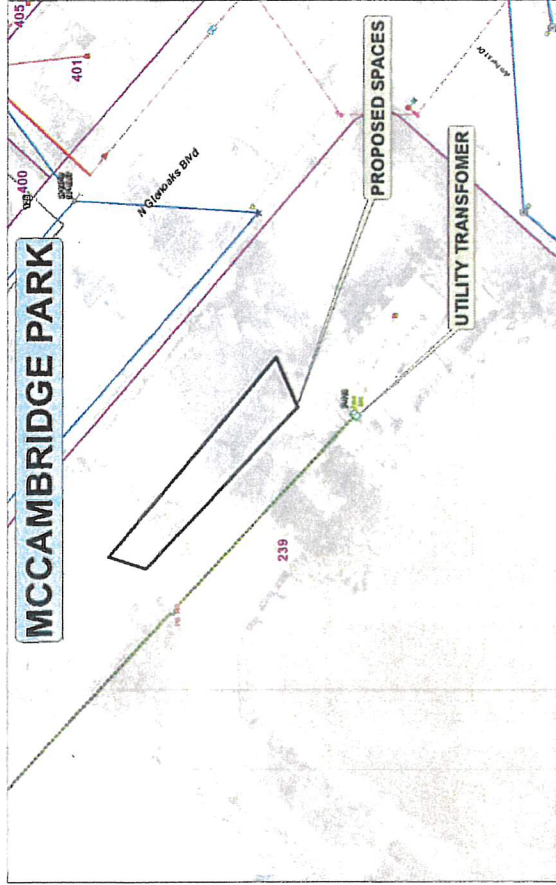 MCCAMBRIDGE PARK
405
401
400
N Glenoaks Blvd
PROPOSED SPACES
UTILITY TRANSFOMER
239